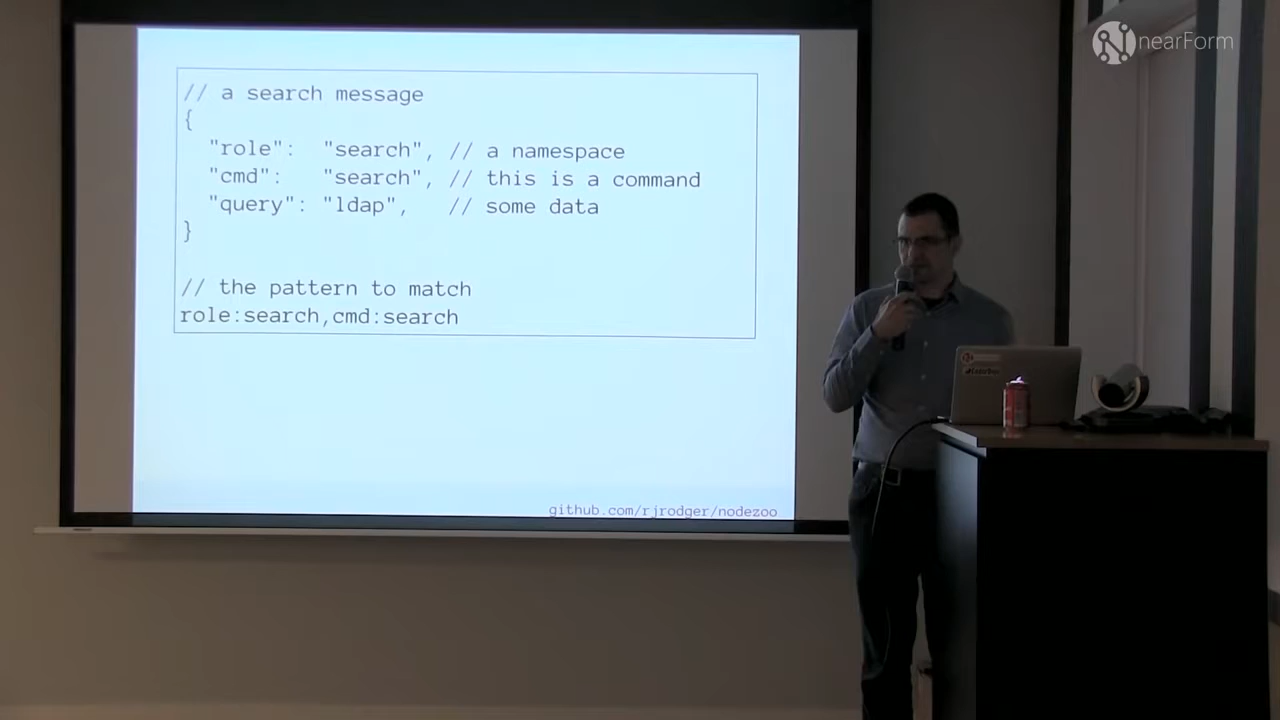 nearForm
// a search message
{
"role": "search", // a namespace
"cmd": "search", // this is a command
"query": "ldap", // some data
}
// the pattern to match
role:search,cmd:search
github.com/rjrodger/nodezoo